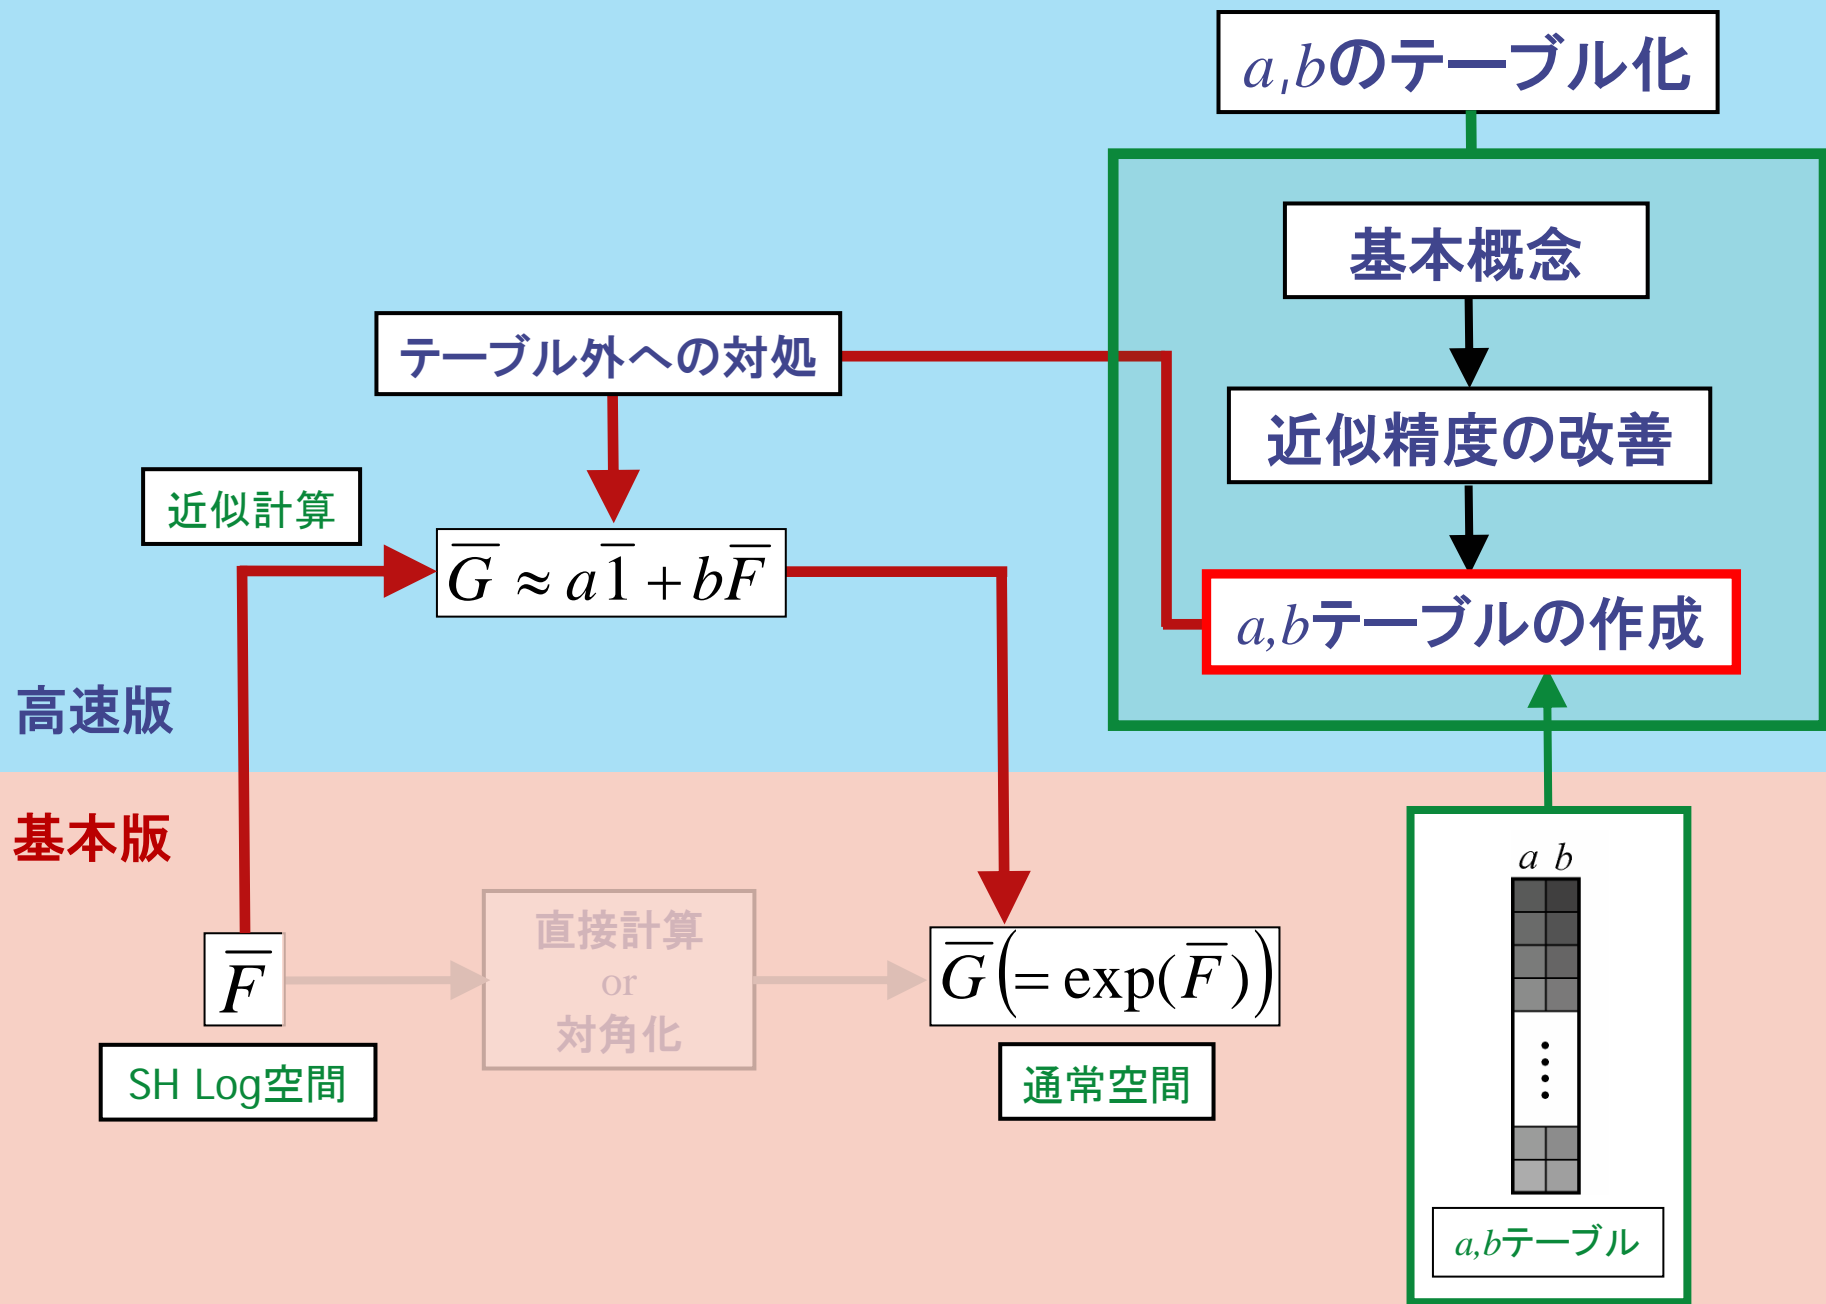 a,bのテーブル化
基本概念
テーブル外への対処
近似精度の改善
近似計算
G̅ ≈ a1̅ + bF̅
a,bテーブルの作成
高速版
基本版
a b
直接計算
or
対角化
F̅
G̅(= exp(F̅))
SH Log空間
通常空間
a,bテーブル